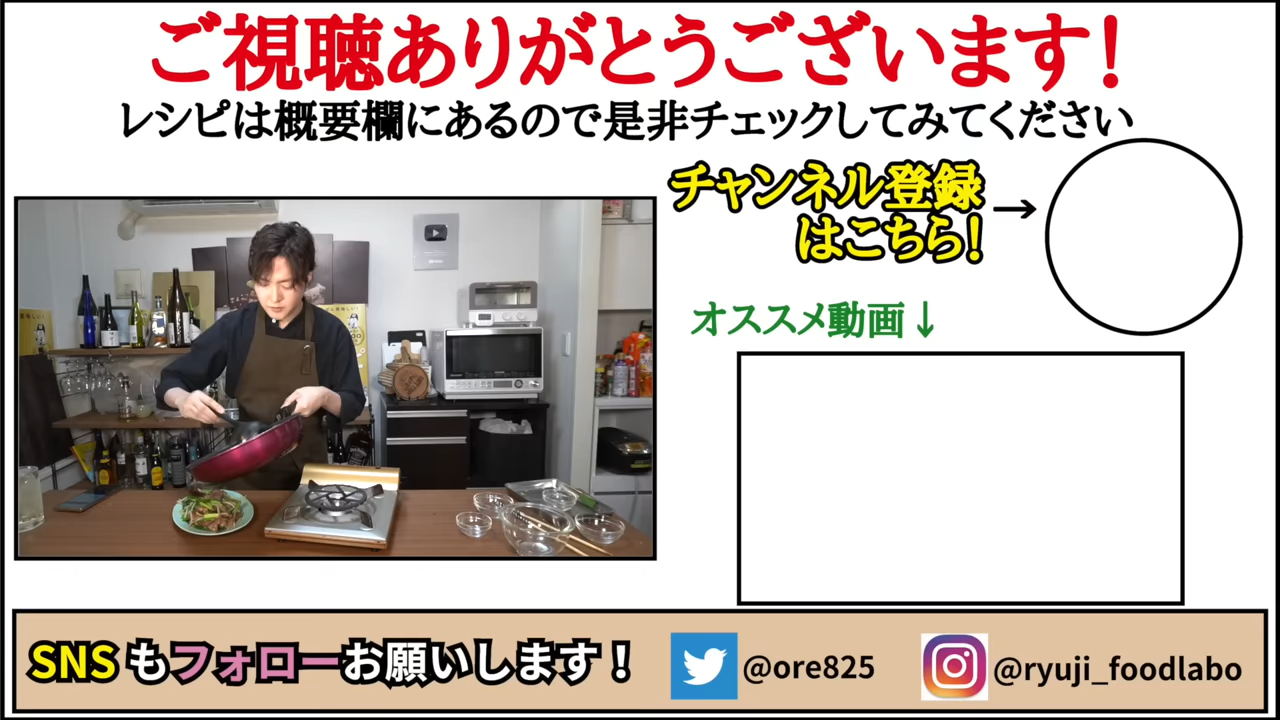 ご視聴ありがとうございます!
レシピは概要欄にあるので是非チェックしてみてください
チャンネル登録
はこちら!
→
オススメ動画↓
SNSもフォローお願いします!
@ore825
@ryuji_foodlabo